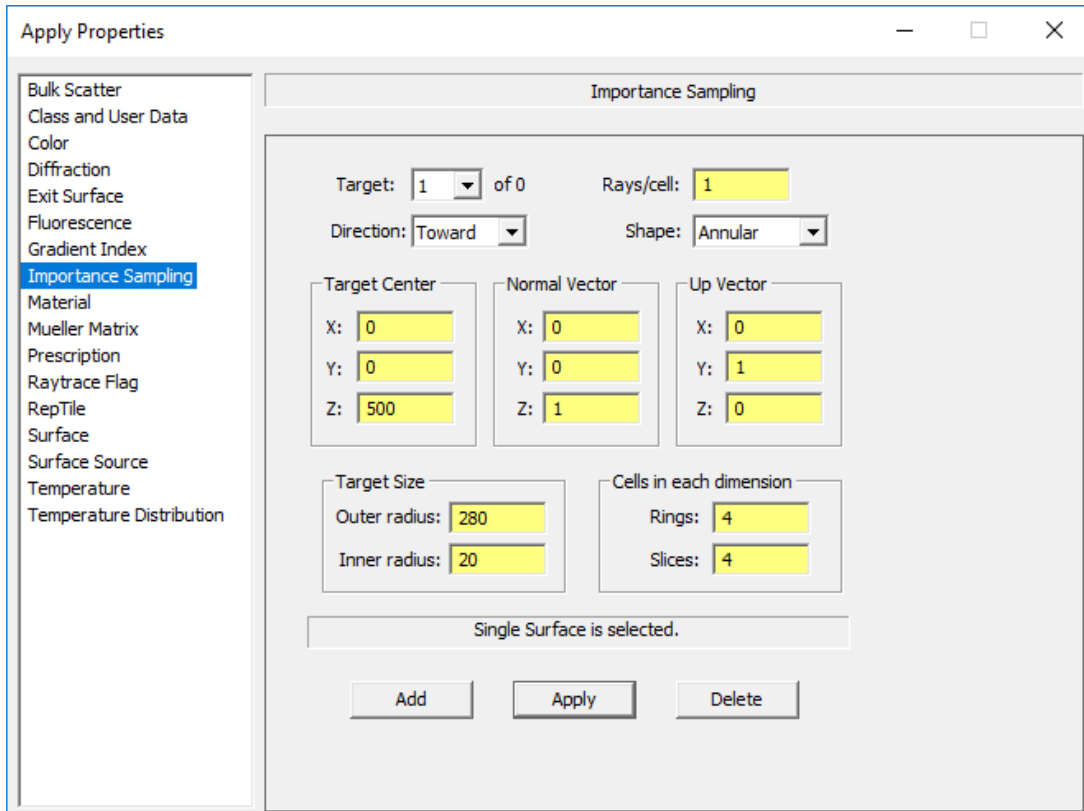 Apply Properties
Bulk Scatter
Class and User Data
Color
Diffraction
Exit Surface
Fluorescence
Gradient Index
Importance Sampling
Material
Mueller Matrix
Prescription
Raytrace Flag
RepTile
Surface
Surface Source
Temperature
Temperature Distribution
Importance Sampling
Target: 1 of 0 Rays/cell: 1
Direction: Toward Shape: Annular
Target Center Normal Vector Up Vector
X: 0 X: 0 X: 0
Y: 0 Y: 0 Y: 1
Z: 500 Z: 1 Z: 0
Target Size Cells in each dimension
Outer radius: 280 Rings: 4
Inner radius: 20 Slices: 4
Single Surface is selected.
Add Apply Delete